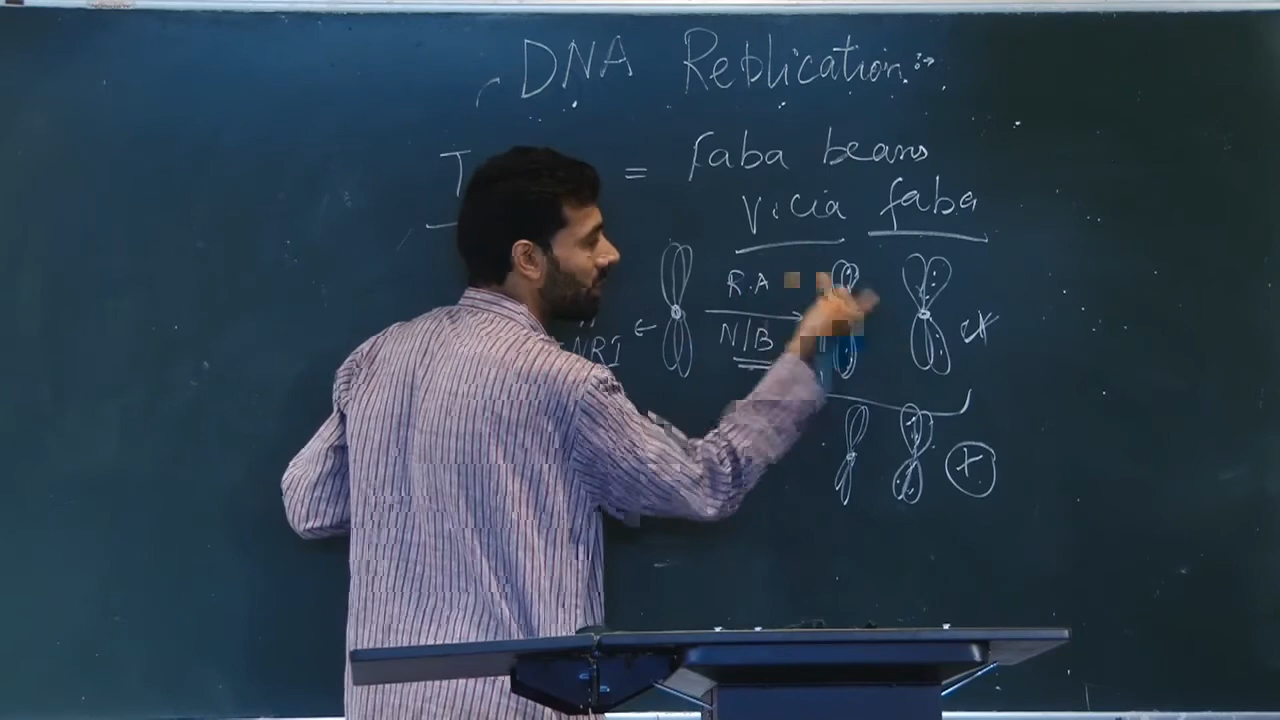 DNA Replication :→
= Faba beans
Vicia faba
R.A
N/B